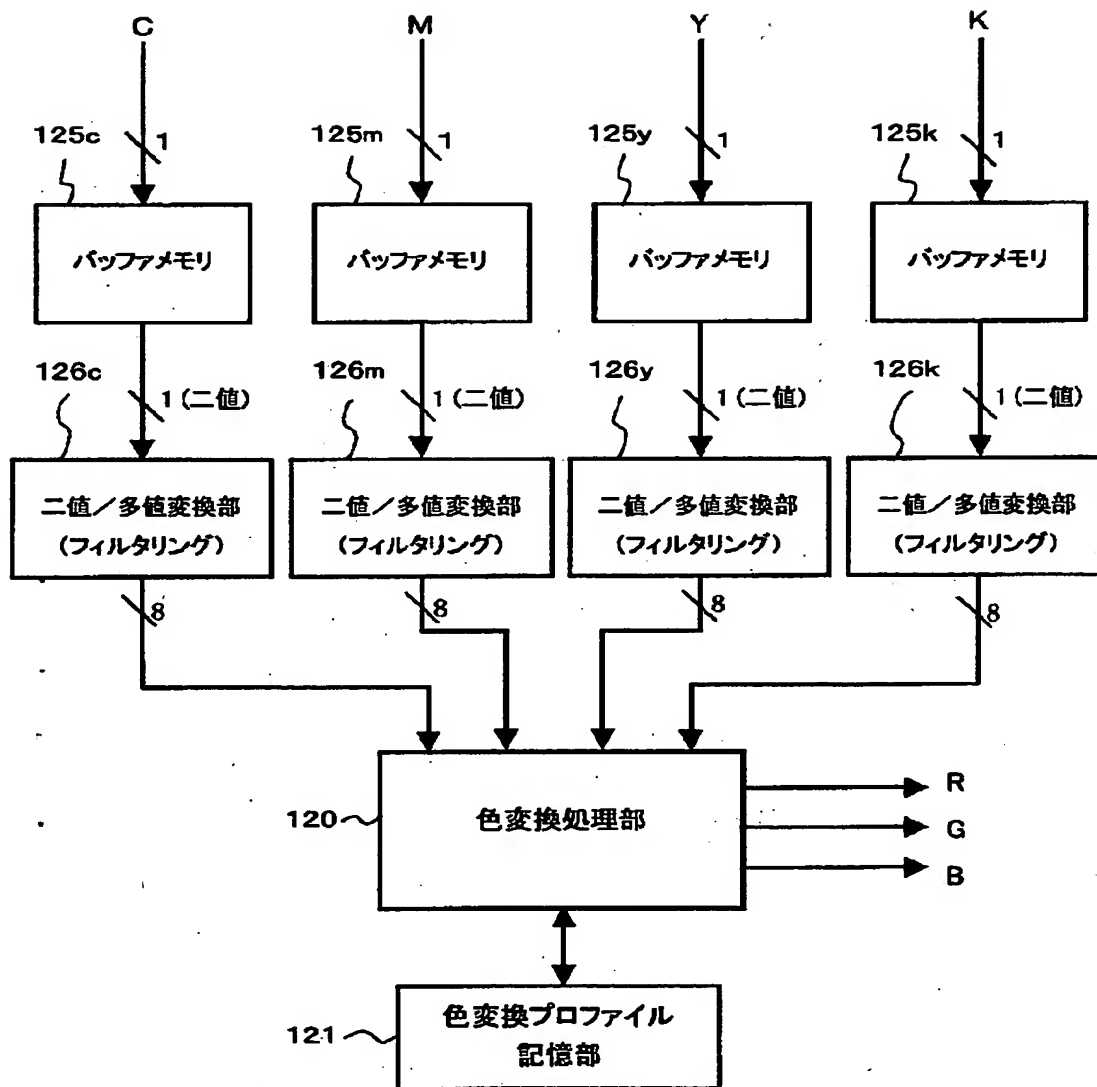 C M Y K
125c 1 125m 1 125y 1 125k 1
バッファメモリ バッファメモリ バッファメモリ バッファメモリ
126c 1(二値) 126m 1(二値) 126y 1(二値) 126k 1(二値)
二値/多値変換部 二値/多値変換部 二値/多値変換部 二値/多値変換部
(フィルタリング) (フィルタリング) (フィルタリング) (フィルタリング)
8 8 8 8
R
120 色変換処理部 G
B
色変換プロファイル
121 記憶部